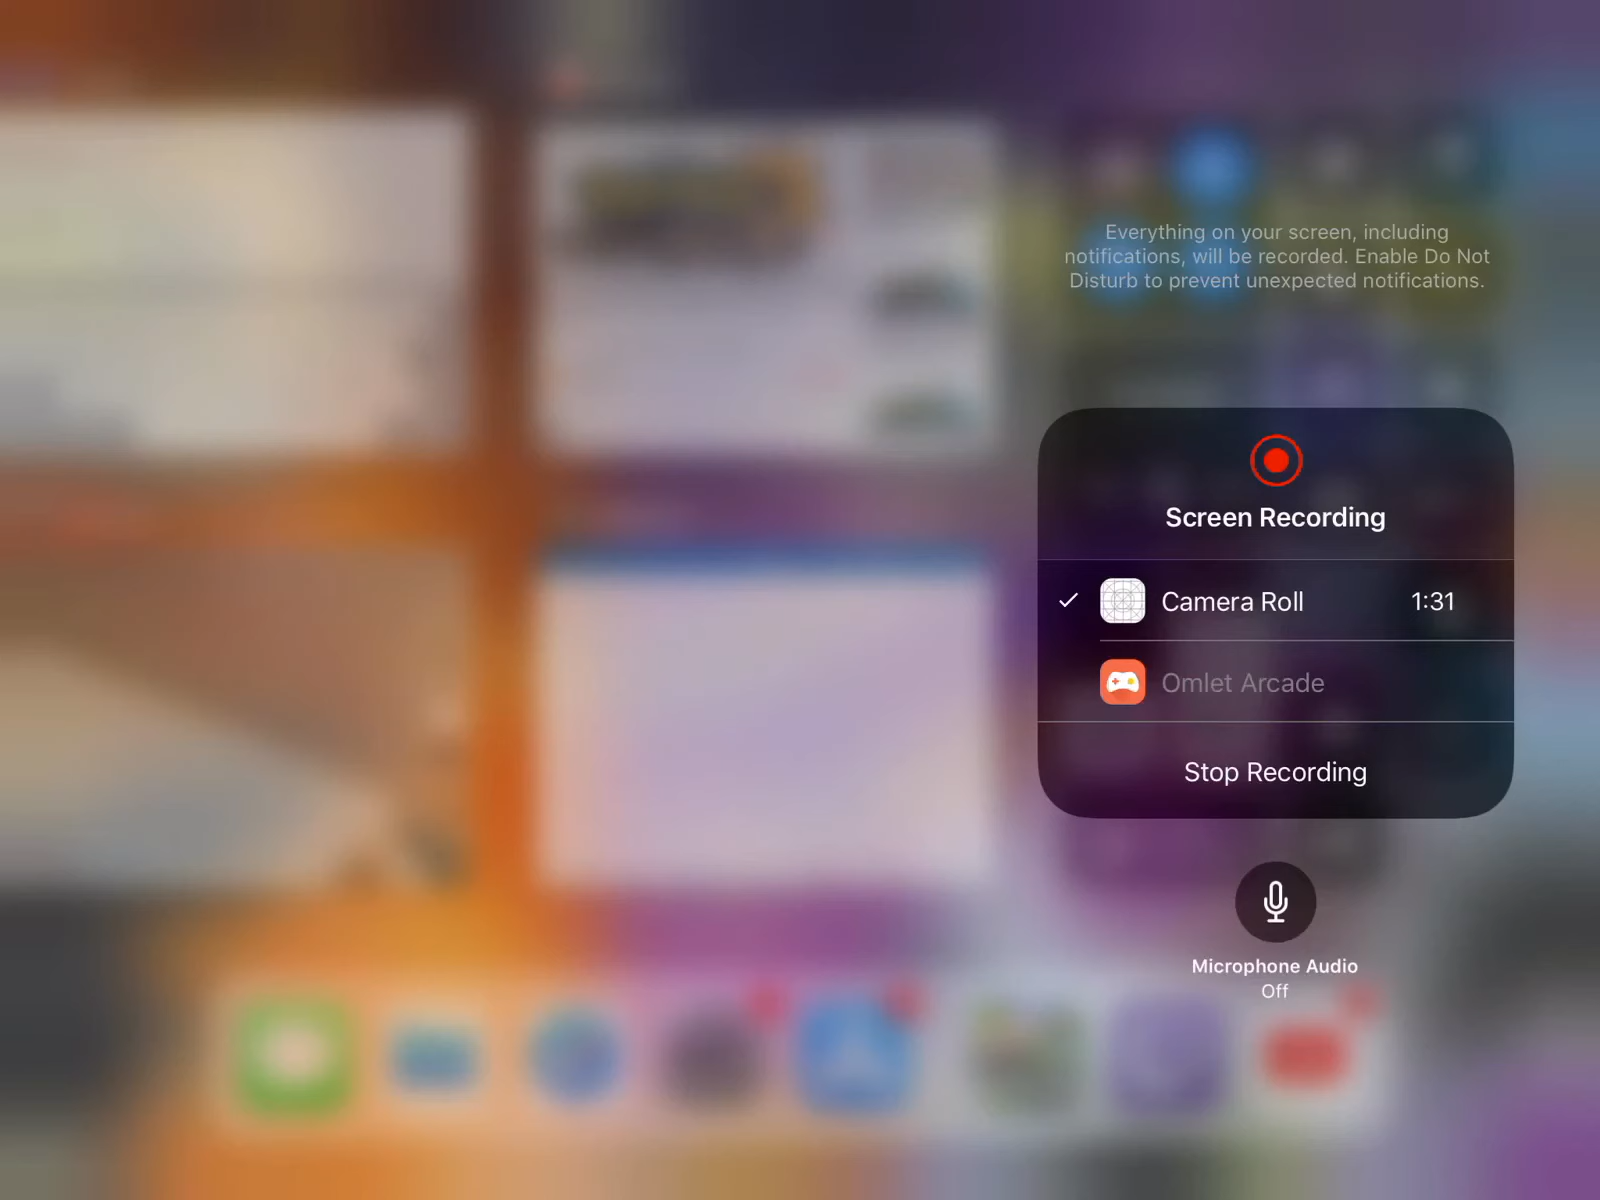 Everything on your screen, including
notifications, will be recorded. Enable Do Not
Disturb to prevent unexpected notifications.
Screen Recording
Camera Roll 1:31
Omlet Arcade
Stop Recording
Microphone Audio
Off